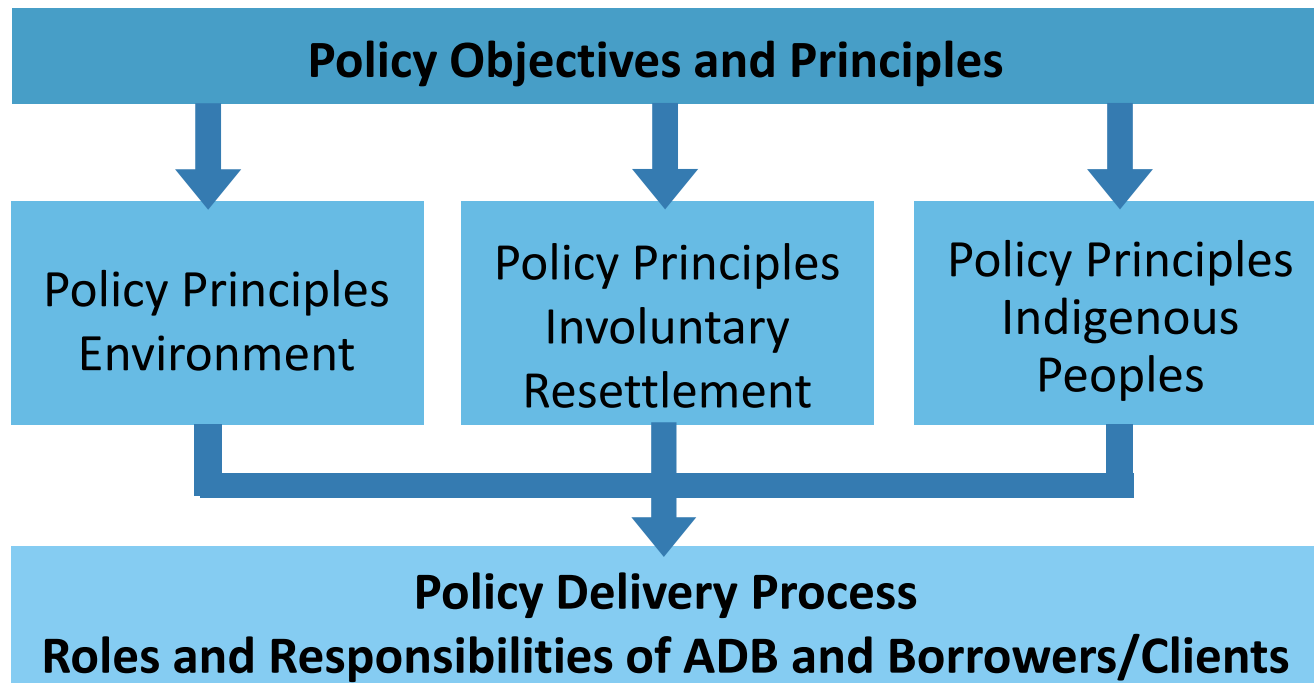 Policy Objectives and Principles
Policy Principles
Environment
Policy Principles
Involuntary
Resettlement
Policy Principles
Indigenous
Peoples
Policy Delivery Process
Roles and Responsibilities of ADB and Borrowers/Clients